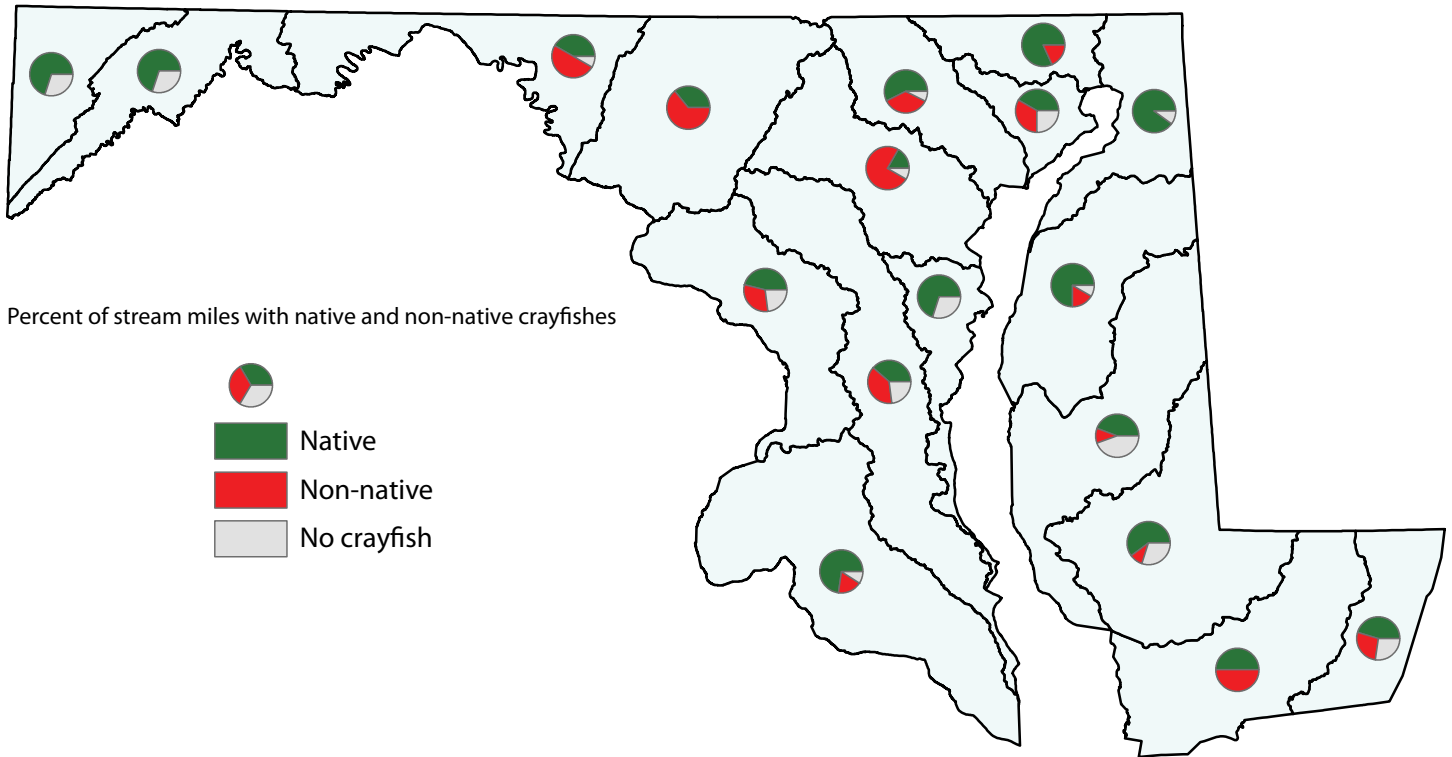 Percent of stream miles with native and non-native crayfishes
Native
Non-native
No crayfish